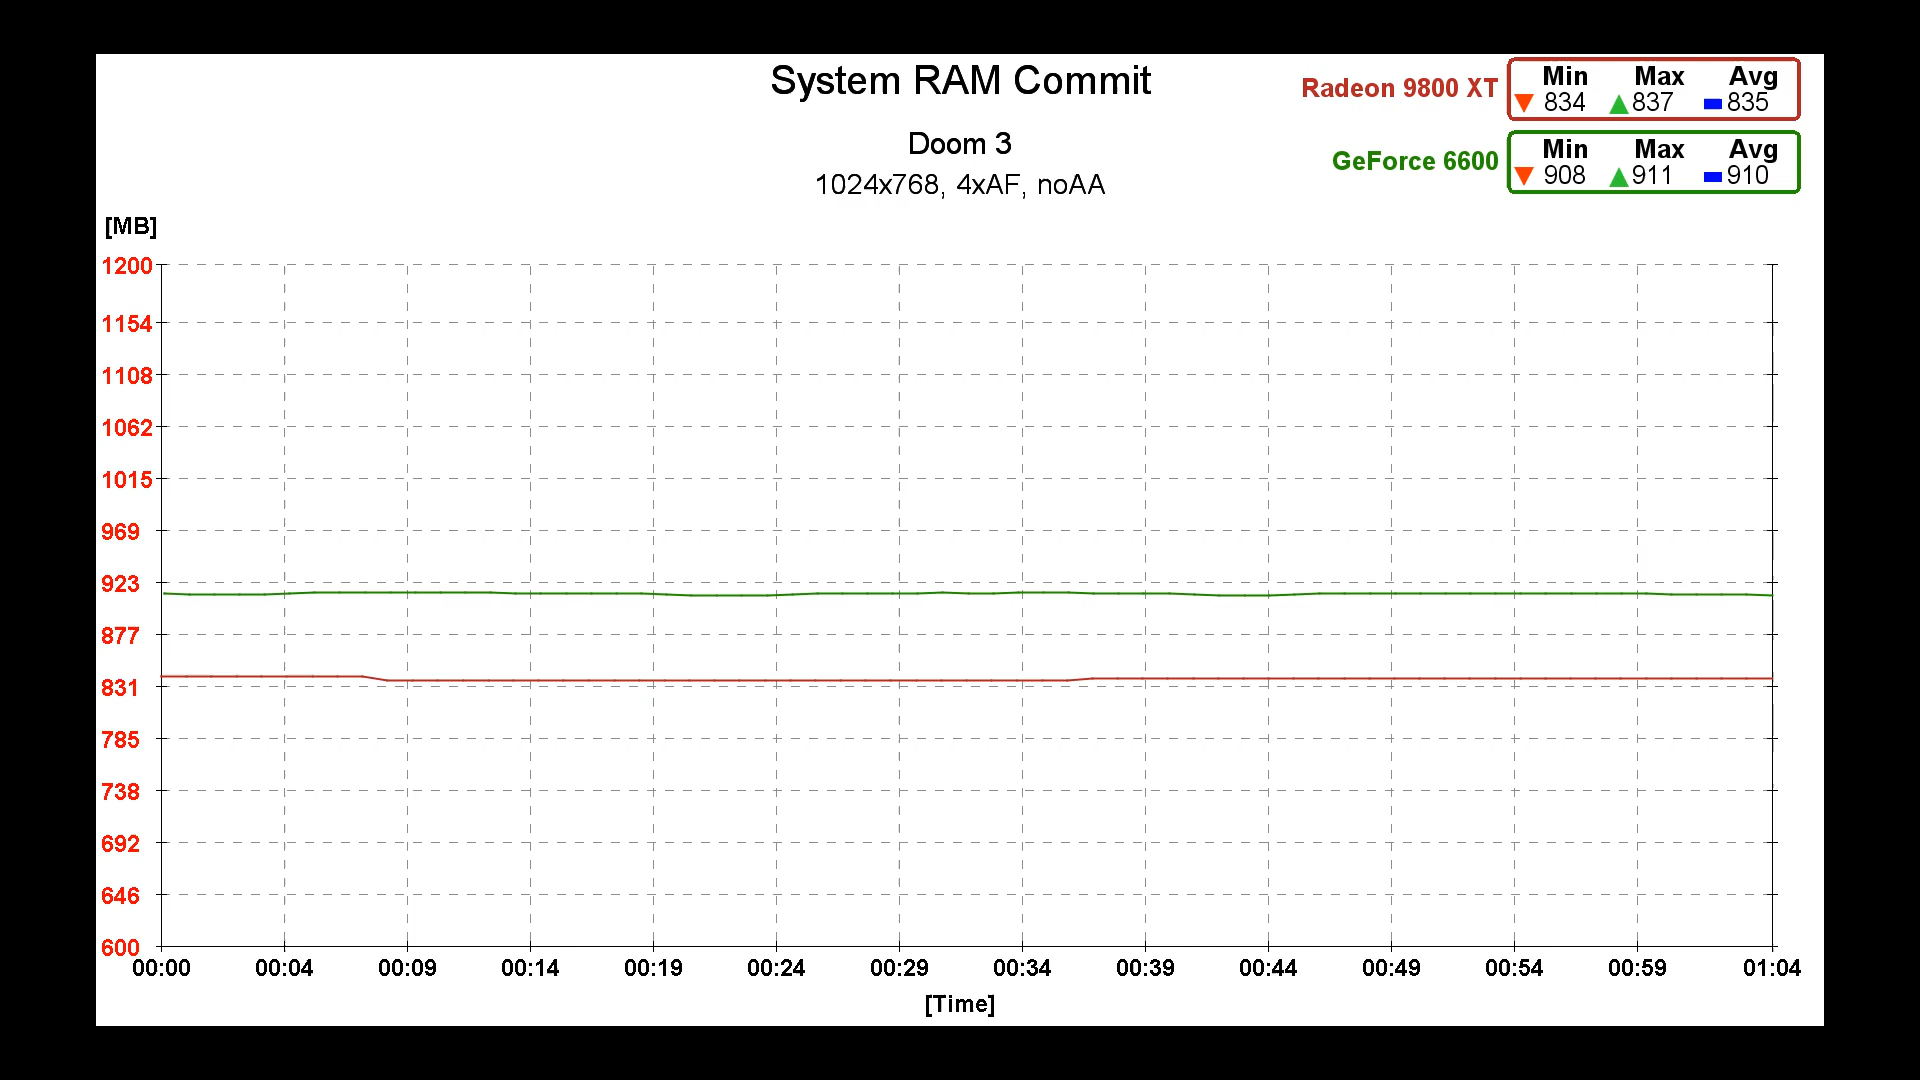 System RAM Commit
Doom 3
1024x768, 4xAF, noAA
Radeon 9800 XT
Min Max Avg
834 837 835
GeForce 6600
Min Max Avg
908 911 910
[MB]
1200
1154
1108
1062
1015
969
923
877
831
785
738
692
646
600
00:00 00:04 00:09 00:14 00:19 00:24 00:29 00:34 00:39 00:44 00:49 00:54 00:59 01:04
[Time]